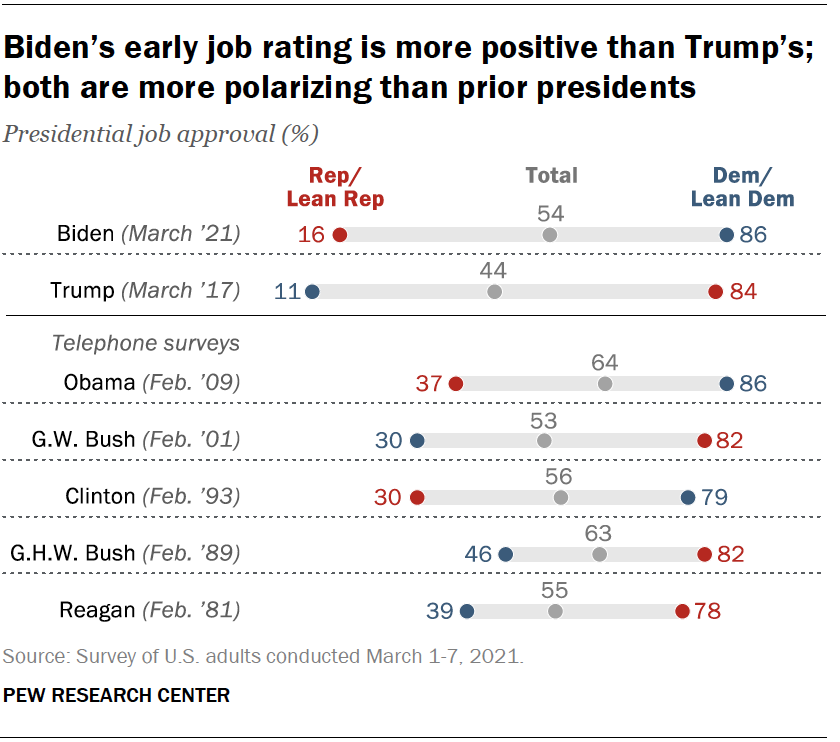 Biden's early job rating is more positive than Trump's;
both are more polarizing than prior presidents
Presidential job approval (%)
Rep/ Total Dem/
Lean Rep Lean Dem
54
Biden (March '21) 16 86
44
Trump (March '17) 11 84
Telephone surveys
64
Obama (Feb. '09) 37 86
53
G.W. Bush (Feb. '01) 30 82
56
Clinton (Feb. '93) 30 79
63
G.H.W. Bush (Feb. '89) 46 82
55
Reagan (Feb. '81) 39 78
Source: Survey of U.S. adults conducted March 1-7, 2021.
PEW RESEARCH CENTER